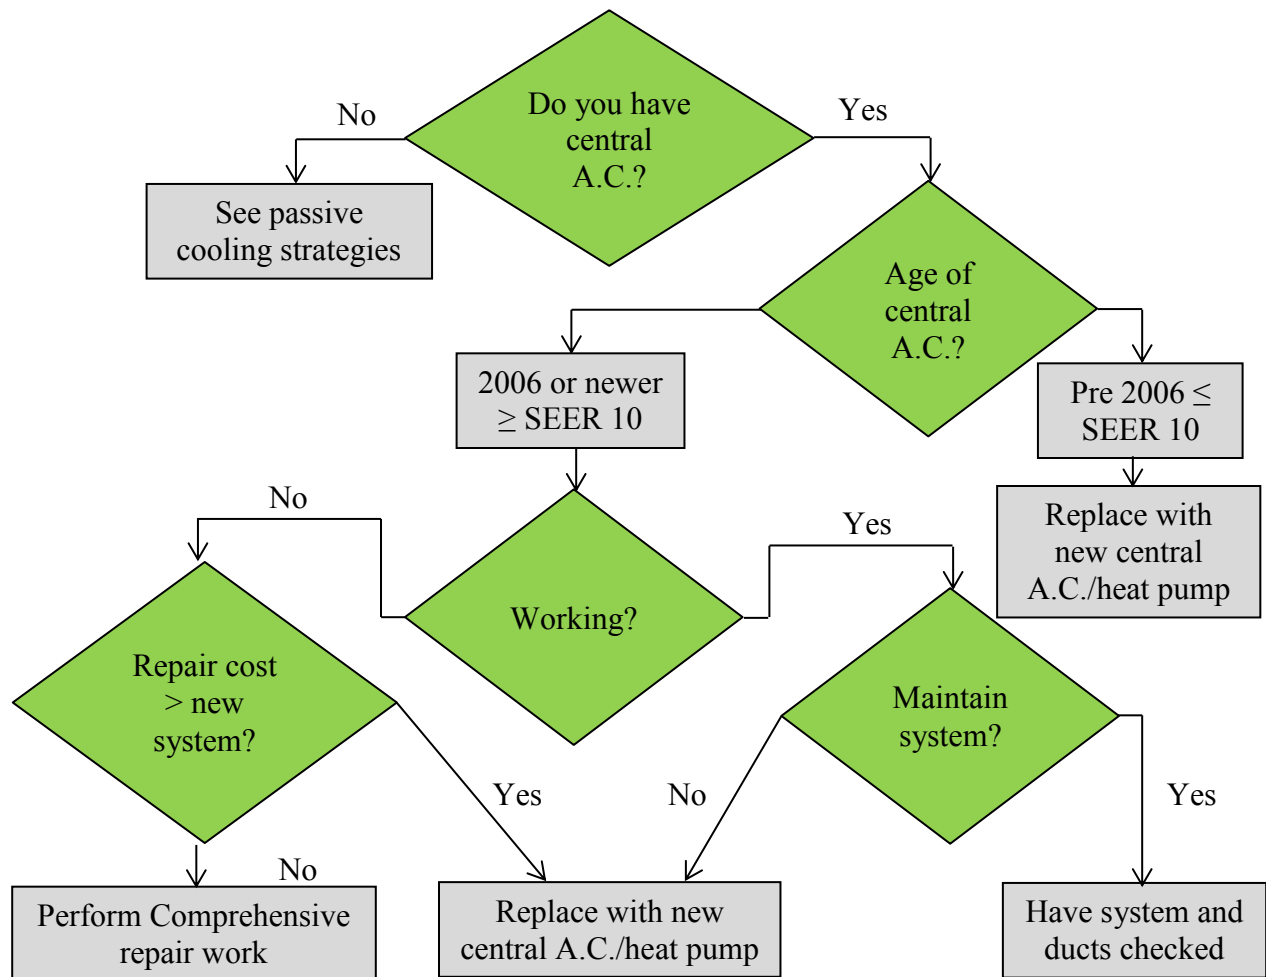 Do you have
central
A.C.?
No
Yes
See passive
cooling strategies
Age of
central
A.C.?
2006 or newer
≥ SEER 10
Pre 2006 ≤
SEER 10
Replace with
new central
A.C./heat pump
No
Yes
Working?
Repair cost
> new
system?
Maintain
system?
Yes
No
Yes
No
Perform Comprehensive
repair work
Replace with new
central A.C./heat pump
Have system and
ducts checked